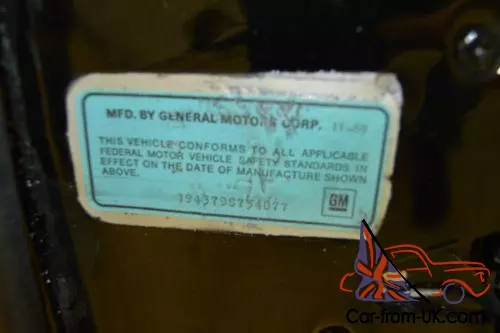 MFD. BY GENERAL MOTORS CORP. 11-69
THIS VEHICLE CONFORMS TO ALL APPLICABLE
FEDERAL MOTOR VEHICLE SAFETY STANDARDS IN
EFFECT ON THE DATE OF MANUFACTURE SHOWN
ABOVE.
194379S794077
GM
Car-from-UK.com